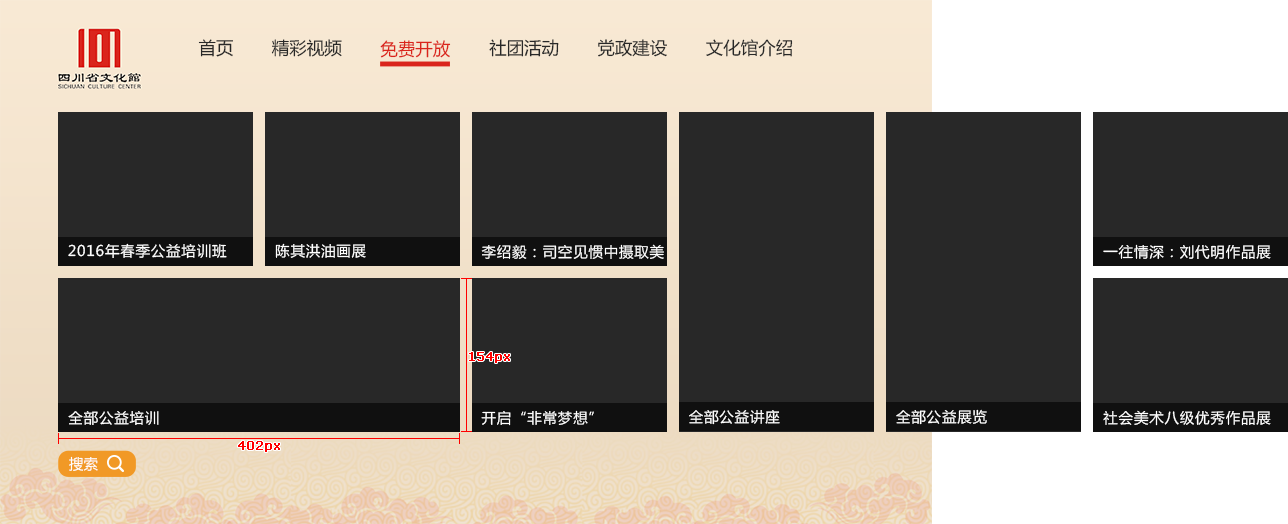 四川省文化館
SICHUAN CULTURE CENTER
首页 精彩视频 免费开放 社团活动 党政建设 文化馆介绍
2016年春季公益培训班
陈其洪油画展
李绍毅：司空见惯中摄取美
一往情深：刘代明作品展
154px
全部公益培训
开启“非常梦想”
全部公益讲座
全部公益展览
社会美术八级优秀作品展
402px
搜索